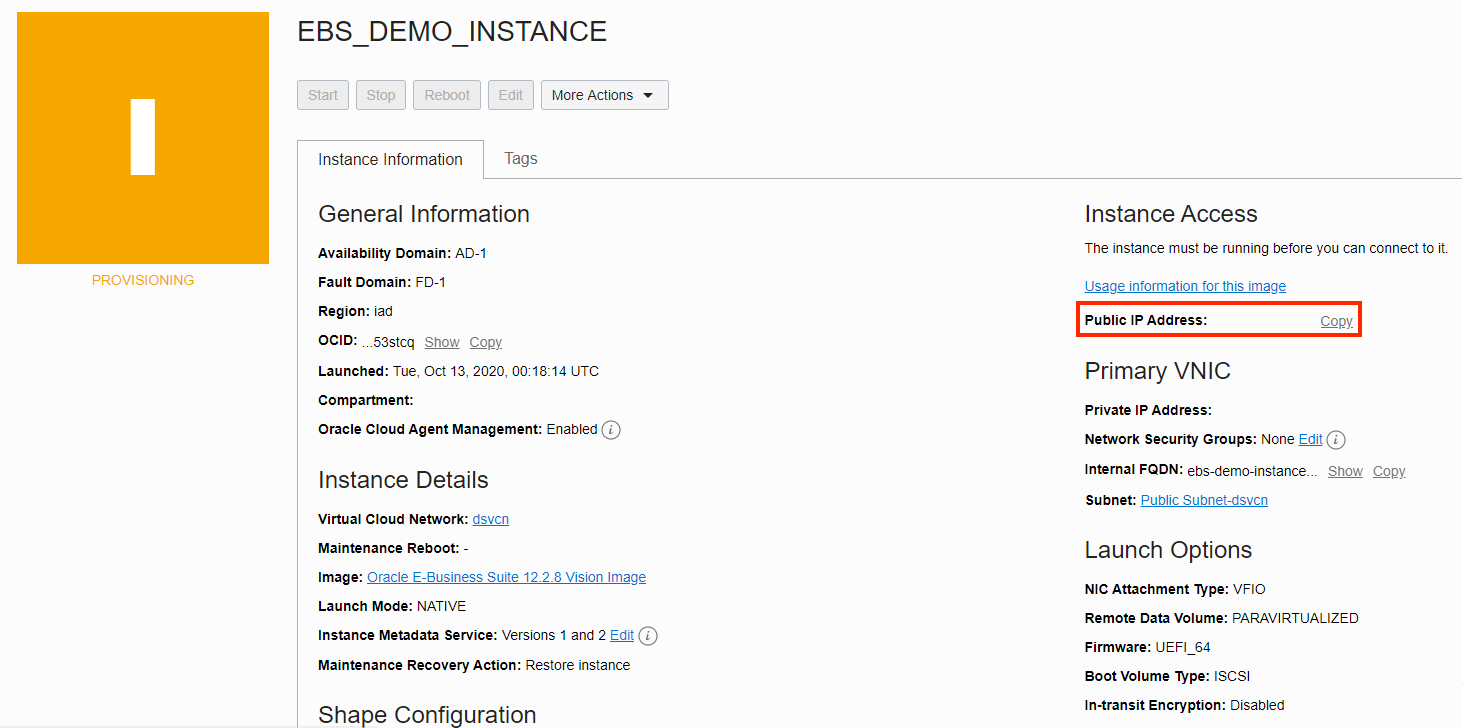 EBS_DEMO_INSTANCE
Start Stop Reboot Edit More Actions
I
PROVISIONING
Instance Information Tags
General Information
Availability Domain: AD-1
Fault Domain: FD-1
Region: iad
OCID: ...53stcq Show Copy
Launched: Tue, Oct 13, 2020, 00:18:14 UTC
Compartment:
Oracle Cloud Agent Management: Enabled i
Instance Details
Virtual Cloud Network: dsvcn
Maintenance Reboot: -
Image: Oracle E-Business Suite 12.2.8 Vision Image
Launch Mode: NATIVE
Instance Metadata Service: Versions 1 and 2 Edit i
Maintenance Recovery Action: Restore instance
Shape Configuration
Instance Access
The instance must be running before you can connect to it.
Usage information for this image
Public IP Address: Copy
Primary VNIC
Private IP Address:
Network Security Groups: None Edit i
Internal FQDN: ebs-demo-instance... Show Copy
Subnet: Public Subnet-dsvcn
Launch Options
NIC Attachment Type: VFIO
Remote Data Volume: PARAVIRTUALIZED
Firmware: UEFI_64
Boot Volume Type: ISCSI
In-transit Encryption: Disabled